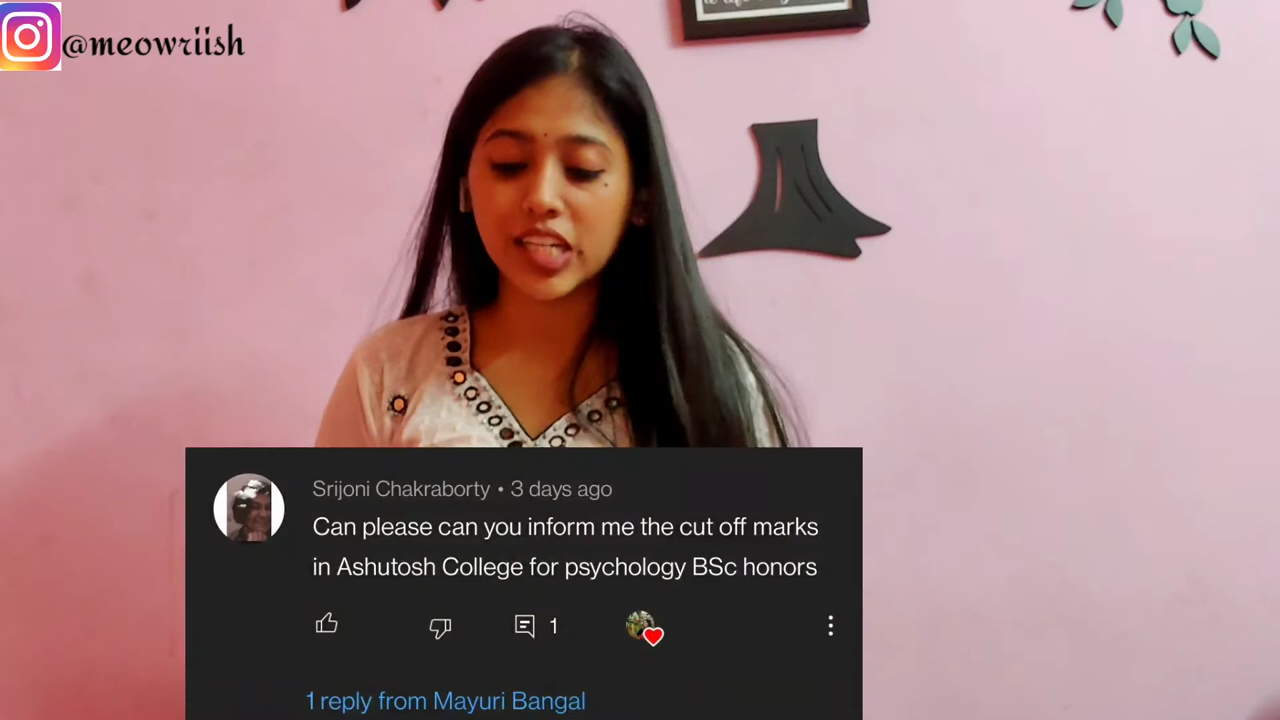 @meowriish
Srijoni Chakraborty • 3 days ago
Can please can you inform me the cut off marks
in Ashutosh College for psychology BSc honors
1
1 reply from Mayuri Bangal